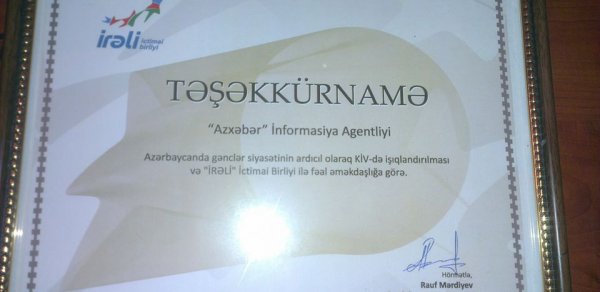 irəli ictimai
birliyi
TƏŞƏKKÜRNAMƏ
“Azxəbər” İnformasiya Agentliyi
Azərbaycanda gənclər siyasətinin ardıcıl olaraq KİV-də işıqlandırılması
və "İRƏLİ" İctimai Birliyi ilə fəal əməkdaşlığa görə.
Hörmətlə,
Rauf Mərdiyev